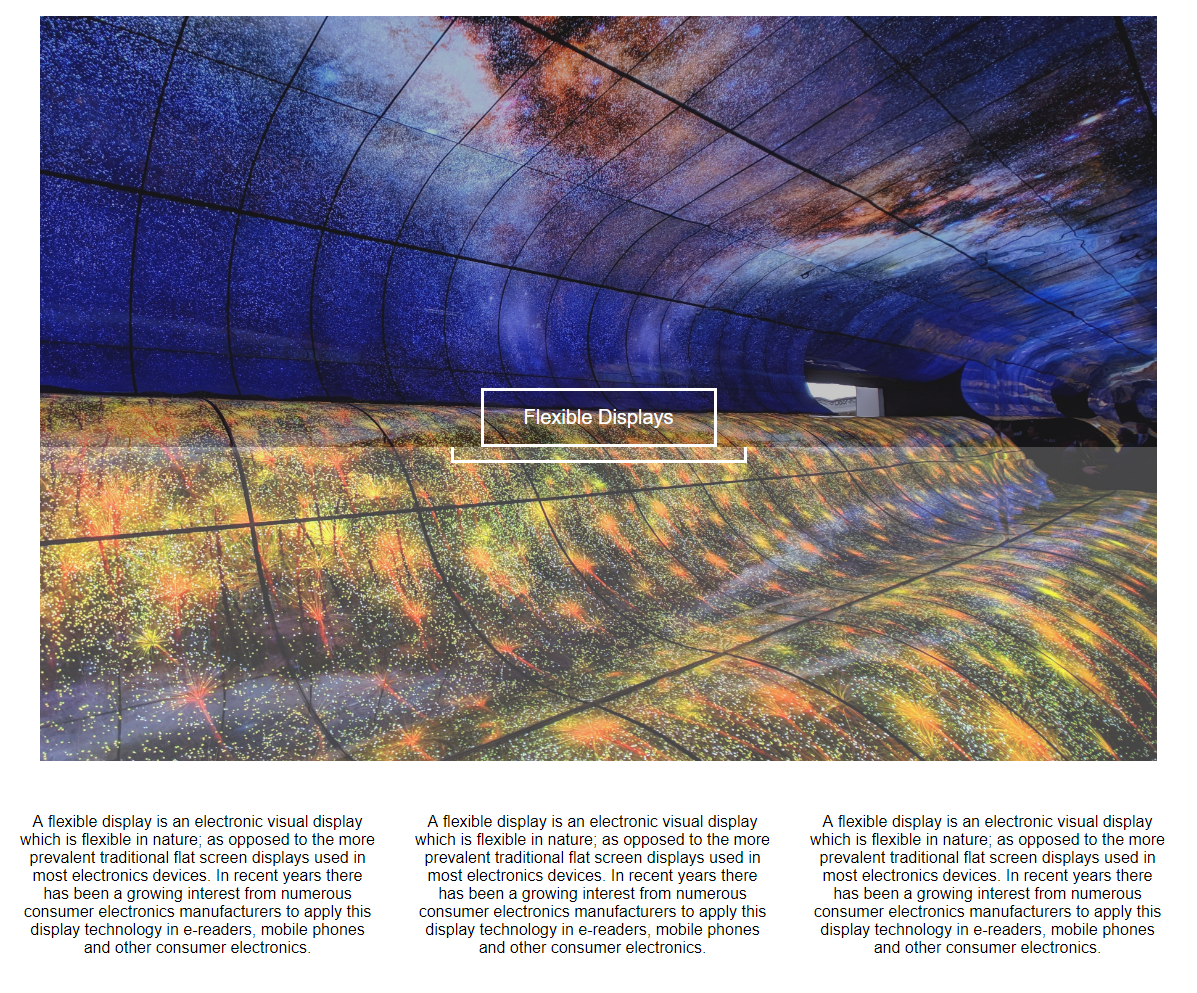 Flexible Displays
A flexible display is an electronic visual display
which is flexible in nature; as opposed to the more
prevalent traditional flat screen displays used in
most electronics devices. In recent years there
has been a growing interest from numerous
consumer electronics manufacturers to apply this
display technology in e-readers, mobile phones
and other consumer electronics.
A flexible display is an electronic visual display
which is flexible in nature; as opposed to the more
prevalent traditional flat screen displays used in
most electronics devices. In recent years there
has been a growing interest from numerous
consumer electronics manufacturers to apply this
display technology in e-readers, mobile phones
and other consumer electronics.
A flexible display is an electronic visual display
which is flexible in nature; as opposed to the more
prevalent traditional flat screen displays used in
most electronics devices. In recent years there
has been a growing interest from numerous
consumer electronics manufacturers to apply this
display technology in e-readers, mobile phones
and other consumer electronics.